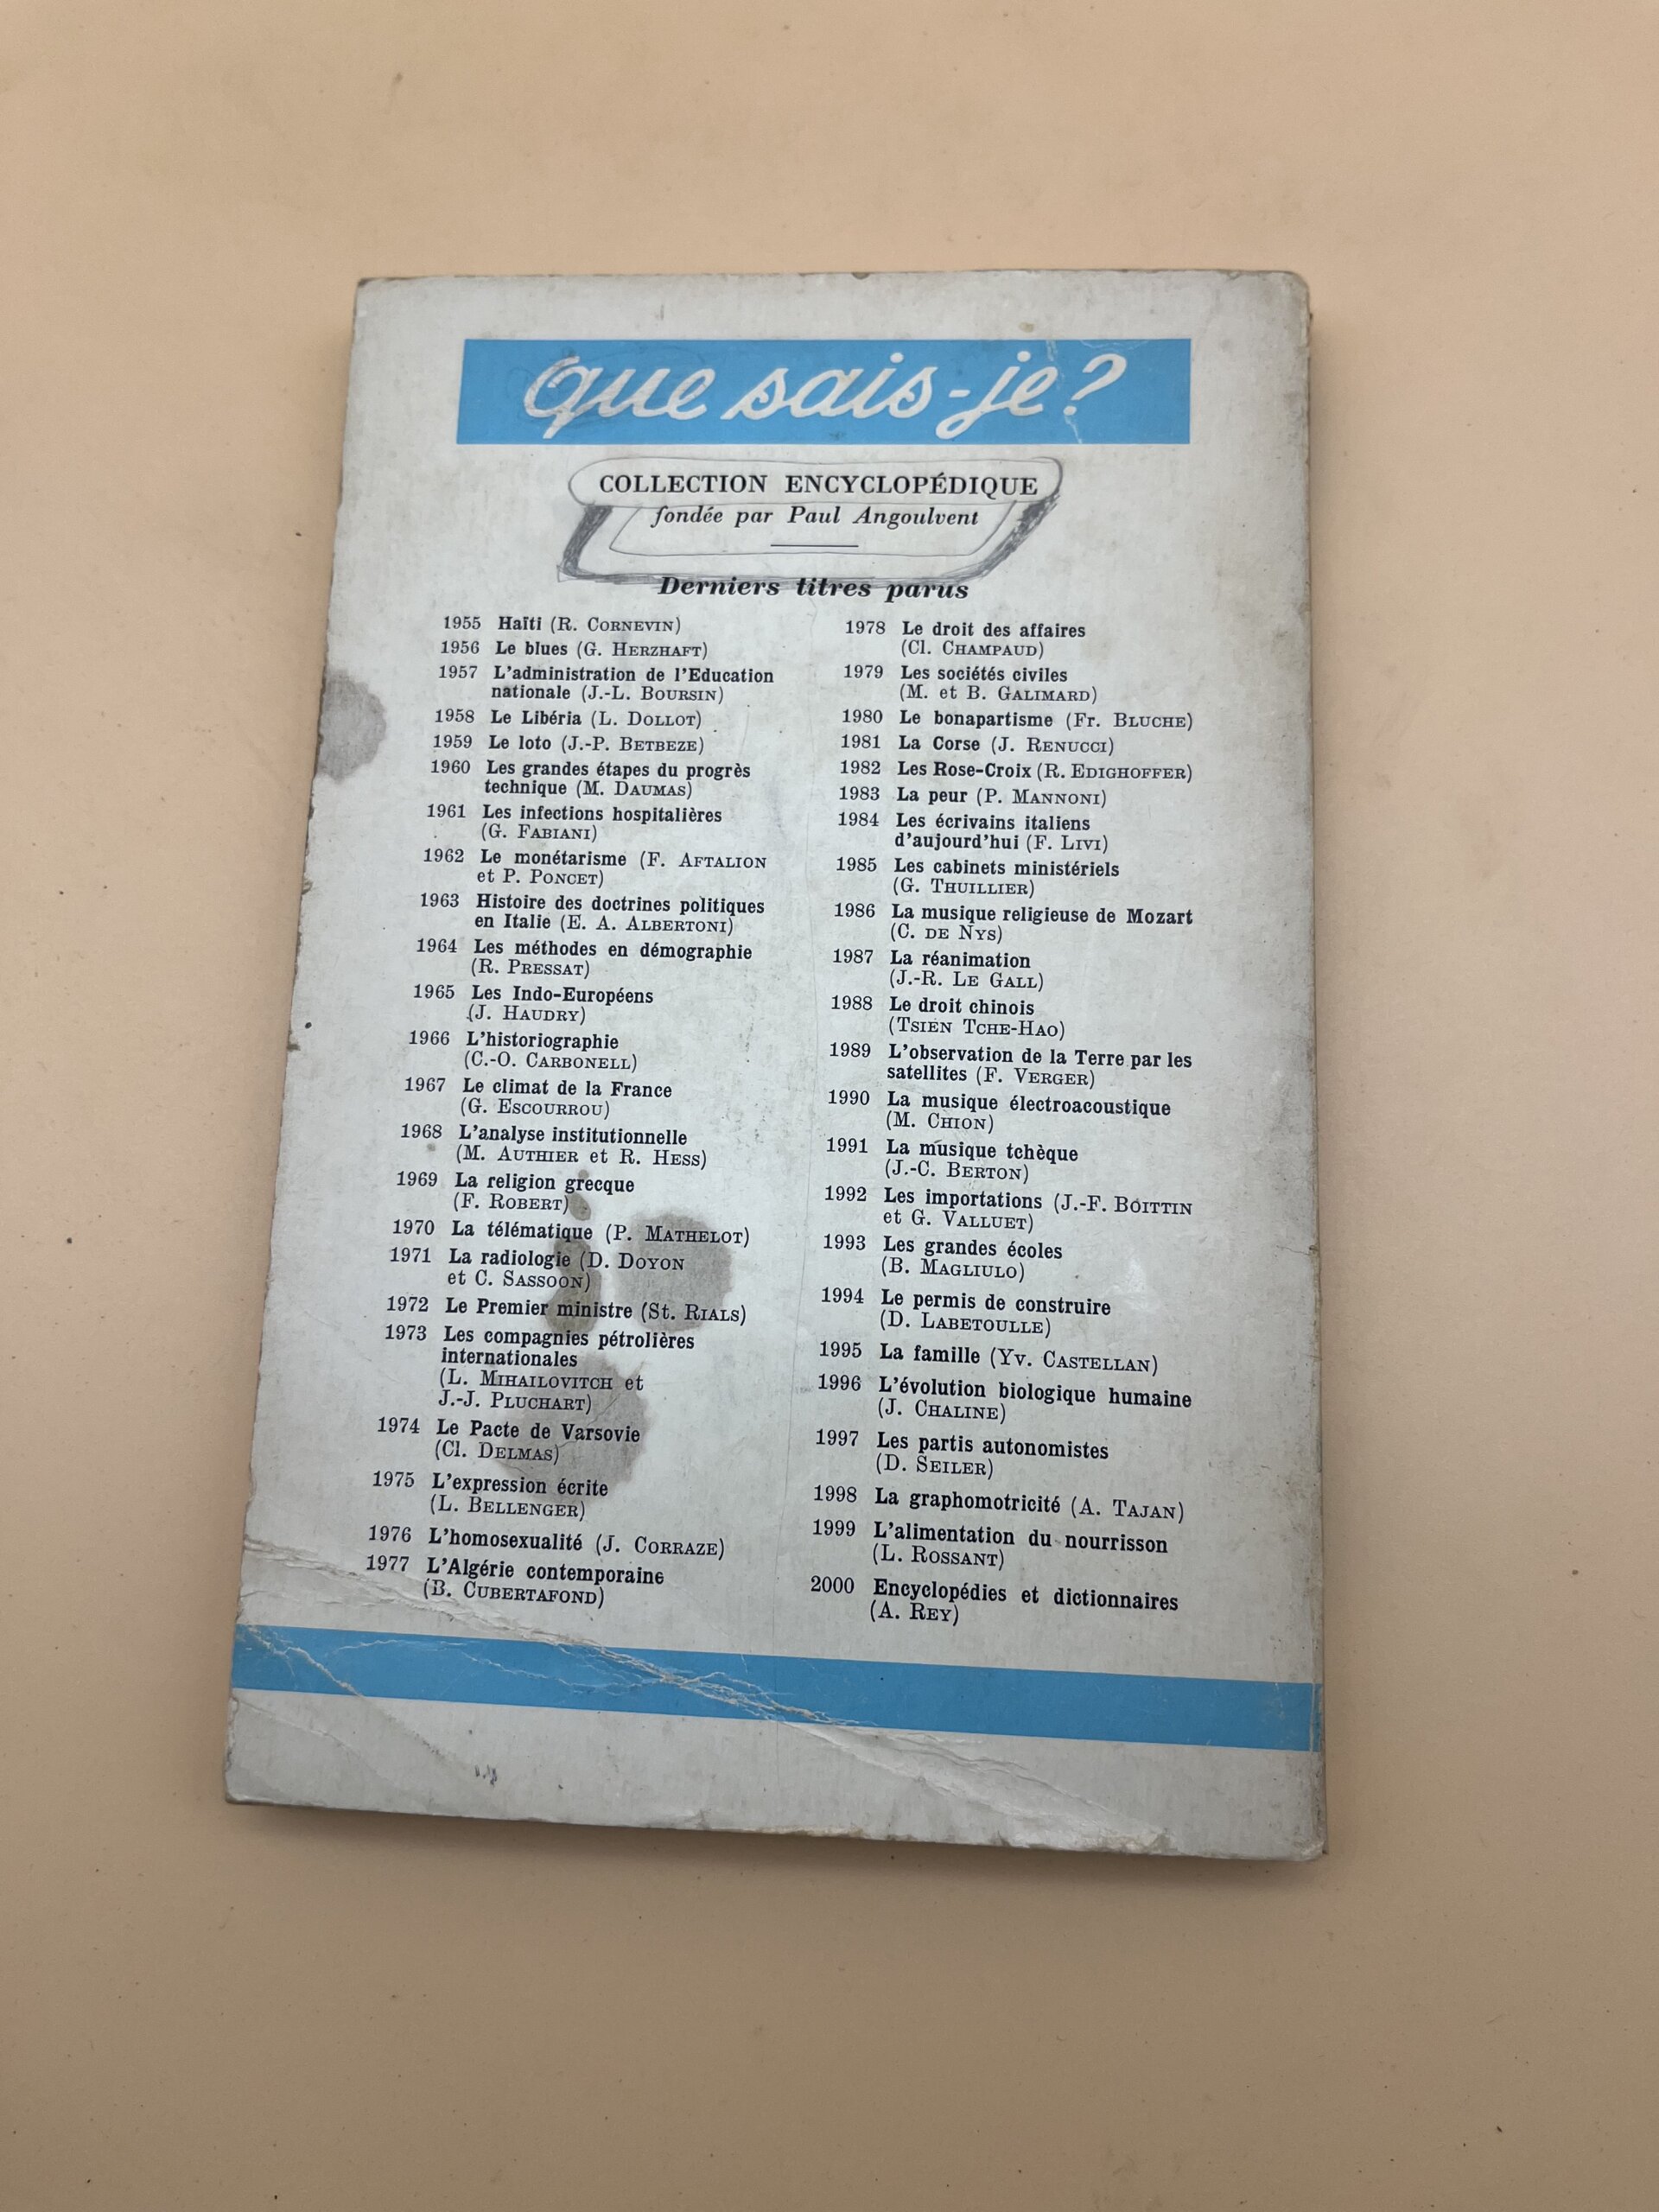 que sais-je?
COLLECTION ENCYCLOPÉDIQUE
fondée par Paul Angoulvent
Derniers titres parus
1955 Haïti (R. CORNEVIN)
1956 Le blues (G. HERZHAFT)
1957 L'administration de l'Education
nationale (J.-L. BOURSIN)
1958 Le Libéria (L. DOLLOT)
1959 Le loto (J.-P. BETBEZE)
1960 Les grandes étapes du progrès
technique (M. DAUMAS)
1961 Les infections hospitalières
(G. FABIANI)
1962 Le monétarisme (F. AFTALION
et P. PONCET)
1963 Histoire des doctrines politiques
en Italie (E. A. ALBERTONI)
1964 Les méthodes en démographie
(R. PRESSAT)
1965 Les Indo-Européens
(J. HAUDRY)
1966 L'historiographie
(C.-O. CARBONELL)
1967 Le climat de la France
(G. ESCOURROU)
1968 L'analyse institutionnelle
(M. AUTHIER et R. HESS)
1969 La religion grecque
(F. ROBERT)
1970 La télématique (P. MATHELOT)
1971 La radiologie (D. DOYON
et C. SASSOON)
1972 Le Premier ministre (St. RIALS)
1973 Les compagnies pétrolières
internationales
(L. MIHAILOVITCH et
J.-J. PLUCHART)
1974 Le Pacte de Varsovie
(Cl. DELMAS)
1975 L'expression écrite
(L. BELLENGER)
1976 L'homosexualité (J. CORRAZE)
1977 L'Algérie contemporaine
(B. CUBERTAFOND)
1978 Le droit des affaires
(Cl. CHAMPAUD)
1979 Les sociétés civiles
(M. et B. GALIMARD)
1980 Le bonapartisme (Fr. BLUCHE)
1981 La Corse (J. RENUCCI)
1982 Les Rose-Croix (R. EDIGHOFFER)
1983 La peur (P. MANNONI)
1984 Les écrivains italiens
d'aujourd'hui (F. LIVI)
1985 Les cabinets ministériels
(G. THUILLIER)
1986 La musique religieuse de Mozart
(C. DE NYS)
1987 La réanimation
(J.-R. LE GALL)
1988 Le droit chinois
(TSIEN TCHE-HAO)
1989 L'observation de la Terre par les
satellites (F. VERGER)
1990 La musique électroacoustique
(M. CHION)
1991 La musique tchèque
(J.-C. BERTON)
1992 Les importations (J.-F. BOITTIN
et G. VALLUET)
1993 Les grandes écoles
(B. MAGLIULO)
1994 Le permis de construire
(D. LABETOULLE)
1995 La famille (Yv. CASTELLAN)
1996 L'évolution biologique humaine
(J. CHALINE)
1997 Les partis autonomistes
(D. SEILER)
1998 La graphomotricité (A. TAJAN)
1999 L'alimentation du nourrisson
(L. ROSSANT)
2000 Encyclopédies et dictionnaires
(A. REY)